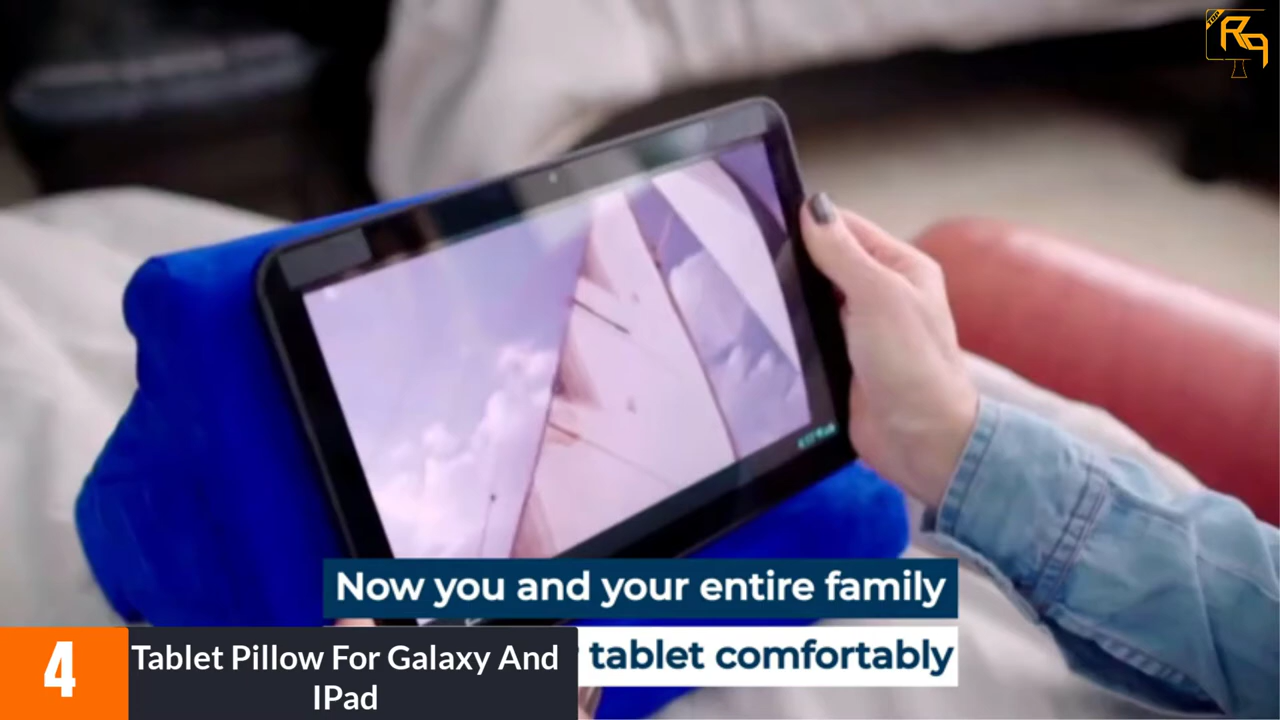 Now you and your entire family
tablet comfortably
4
Tablet Pillow For Galaxy And
IPad